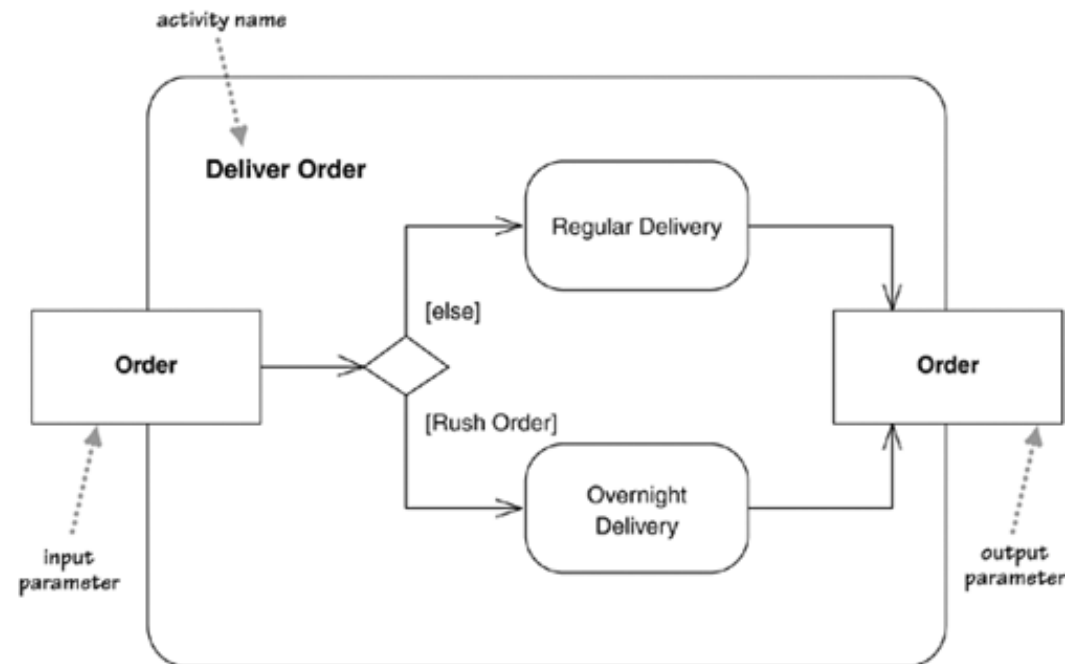 activity name
Deliver Order
Regular Delivery
[else]
Order
Order
[Rush Order]
Overnight
Delivery
input
parameter
output
parameter